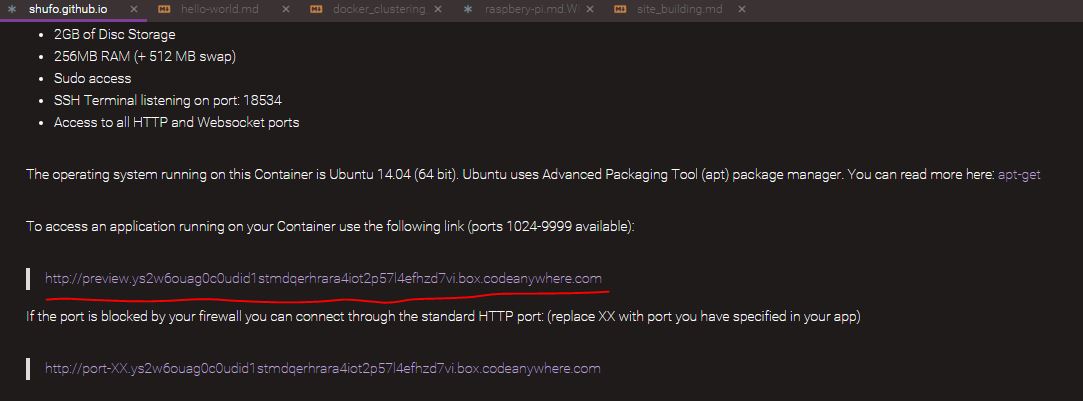 shufo.github.io
hello-world.md
docker_clustering
raspbery-pi.md.W
site_building.md
2GB of Disc Storage
256MB RAM (+ 512 MB swap)
Sudo access
SSH Terminal listening on port: 18534
Access to all HTTP and Websocket ports
The operating system running on this Container is Ubuntu 14.04 (64 bit). Ubuntu uses Advanced Packaging Tool (apt) package manager. You can read more here: apt-get
To access an application running on your Container use the following link (ports 1024-9999 available):
http://preview.ys2w6ouag0c0udid1stmdqerhrara4iot2p57l4efhzd7vi.box.codeanywhere.com
If the port is blocked by your firewall you can connect through the standard HTTP port: (replace XX with port you have specified in your app)
http://port-XX.ys2w6ouag0c0udid1stmdqerhrara4iot2p57l4efhzd7vi.box.codeanywhere.com